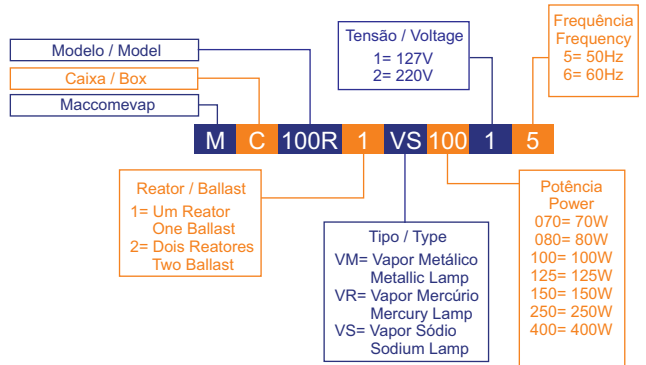 Modelo / Model
Caixa / Box
Maccomevap
Tensão / Voltage
1= 127V
2= 220V
Frequência
Frequency
5= 50Hz
6= 60Hz
M C 100R 1 VS 100 1 5
Reator / Ballast
1= Um Reator
One Ballast
2= Dois Reatores
Two Ballast
Tipo / Type
VM= Vapor Metálico
Metallic Lamp
VR= Vapor Mercúrio
Mercury Lamp
VS= Vapor Sódio
Sodium Lamp
Potência
Power
070= 70W
080= 80W
100= 100W
125= 125W
150= 150W
250= 250W
400= 400W